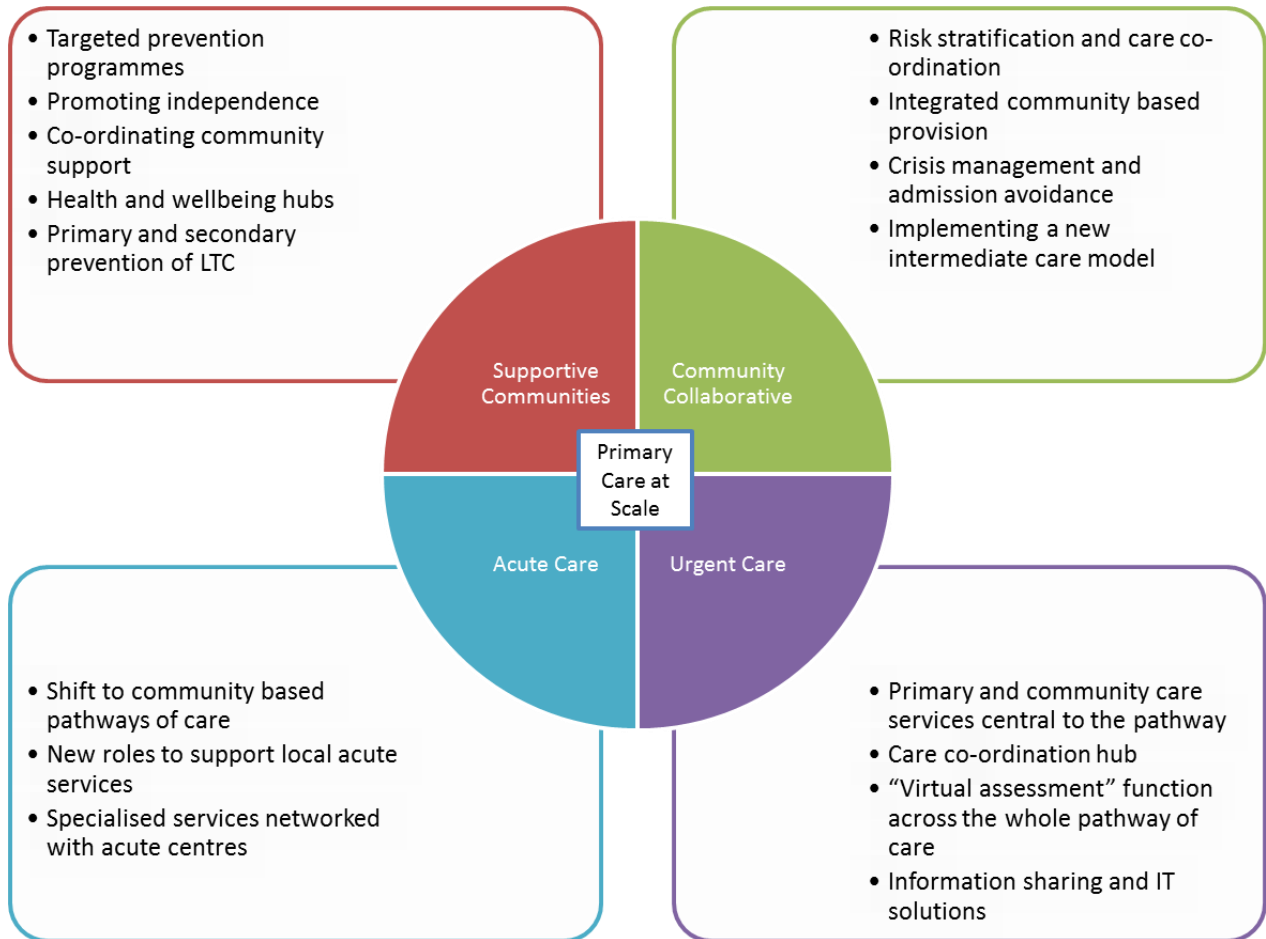 • Targeted prevention
programmes
• Promoting independence
• Co-ordinating community
support
• Health and wellbeing hubs
• Primary and secondary
prevention of LTC
• Risk stratification and care co-
ordination
• Integrated community based
provision
• Crisis management and
admission avoidance
• Implementing a new
intermediate care model
Supportive
Communities
Community
Collaborative
Primary
Care at
Scale
Acute Care
Urgent Care
• Shift to community based
pathways of care
• New roles to support local acute
services
• Specialised services networked
with acute centres
• Primary and community care
services central to the pathway
• Care co-ordination hub
• “Virtual assessment” function
across the whole pathway of
care
• Information sharing and IT
solutions